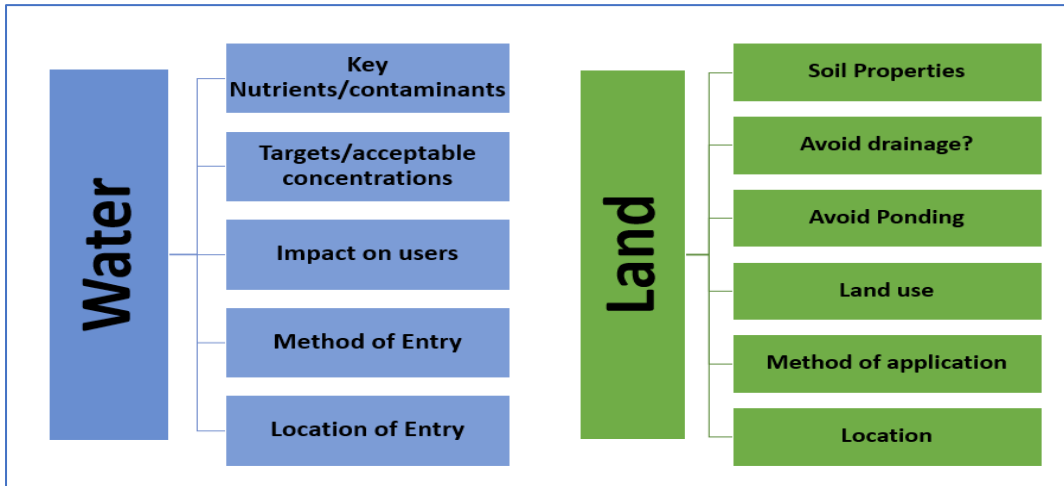 Water
Key
Nutrients/contaminants
Targets/acceptable
concentrations
Impact on users
Method of Entry
Location of Entry
Land
Soil Properties
Avoid drainage?
Avoid Ponding
Land use
Method of application
Location